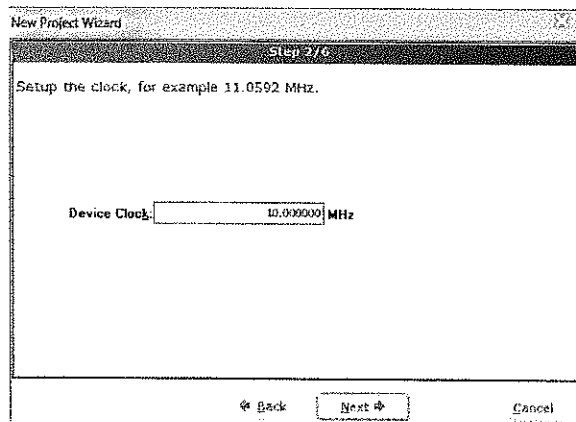 New Project Wizard
Step 2/6
Setup the clock, for example 11.0592 MHz.
Device Clock: 10.000000 MHz
Back Next Cancel